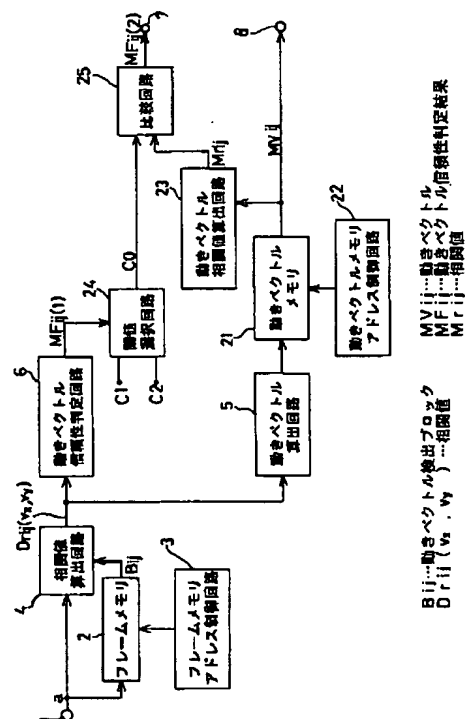 a
4
相関値
算出回路
2
フレームメモリ
Bij
3
フレームメモリ
アドレス制御回路
Drij(vx,vy)
6
動きベクトル
信頼性判定回路
MFij(1)
24
閾値
選択回路
C1
C2
C0
25
比較回路
MFij(2)
7
23
動きベクトル
相関値算出回路
Mrij
5
動きベクトル
算出回路
21
動きベクトル
メモリ
22
動きベクトルメモリ
アドレス制御回路
MVij
8
Bij…動きベクトル検出ブロック
Drij(vx,vy)…相関値
MVij…動きベクトル
MFij…動きベクトル信頼性判定結果
Mrij…相関値